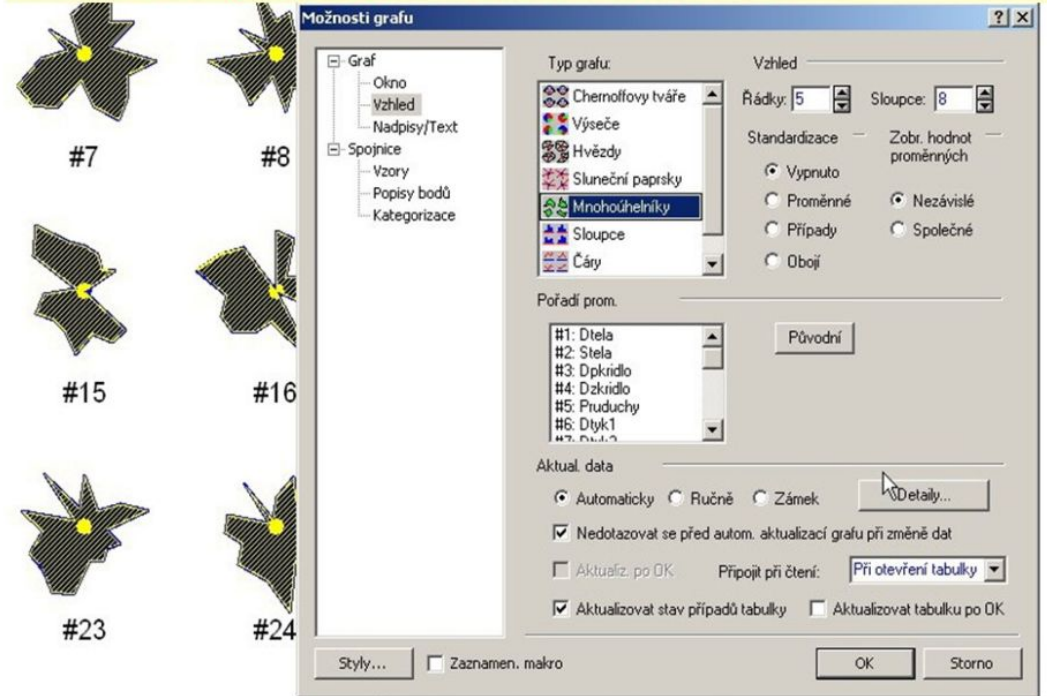 Možnosti grafu
Graf
Okno
Vzhled
Nadpisy/Text
Spojnice
Vzory
Popisy bodů
Kategorizace
Typ grafu:
Chernoffovy tváře
Výseče
Hvězdy
Sluneční paprsky
Mnohoúhelníky
Sloupce
Čáry
Vzhled
Řádky: 5 Sloupce: 8
Standardizace
Vypnuto
Proměnné
Případy
Obojí
Zobr. hodnot
proměnných
Nezávislé
Společné
Pořadí prom.
#1: Dtela
#2: Stela
#3: Dpkridlo
#4: Dzkridlo
#5: Pruduchy
#6: Dtyk1
#7: Dtyk2
Původní
Aktual. data
Automaticky Ručně Zámek Detaily...
Nedotazovat se před autom. aktualizací grafu při změně dat
Aktualiz. po OK Připojit při čtení: Při otevření tabulky
Aktualizovat stav případů tabulky Aktualizovat tabulku po OK
Styly... Zaznamen. makro OK Storno
#7 #8
#15 #16
#23 #24